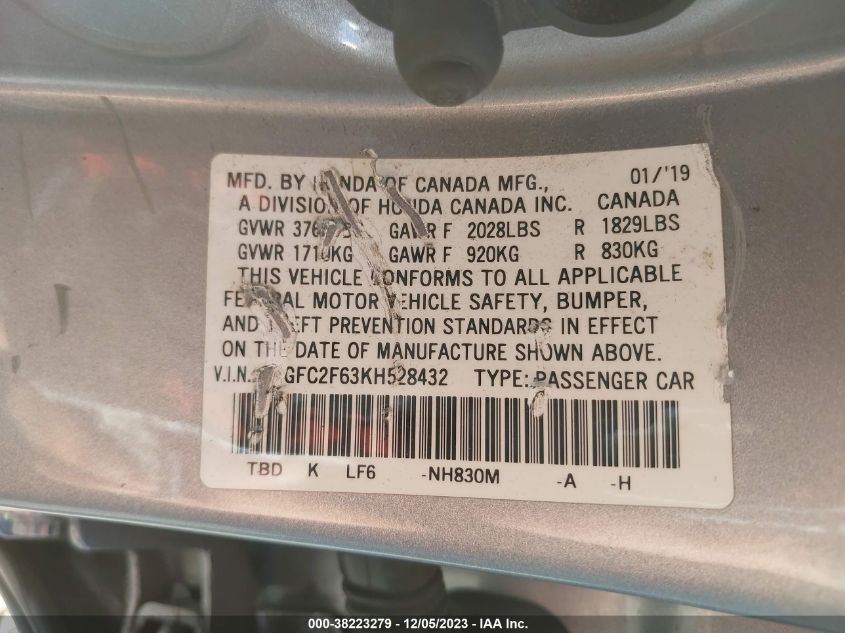 01/'19
MFD. BY OF CANADA MFG.,
A DIVISION OF HONDA CANADA INC. CANADA
GVWR GAWR F 2028LBS R 1829LBS
GVWR 1710KG GAWR F 920KG R 830KG
THIS VEHICLE CONFORMS TO ALL APPLICABLE
MOTOR VEHICLE SAFETY, BUMPER,
AND PREVENTION STANDARDS IN EFFECT
ON THE DATE OF MANUFACTURE SHOWN ABOVE.
V.I.N. TYPE: PASSENGER CAR
TBD K LF6 -NH830M -A -H
000-38223279 - 12/05/2023 - IAA Inc.